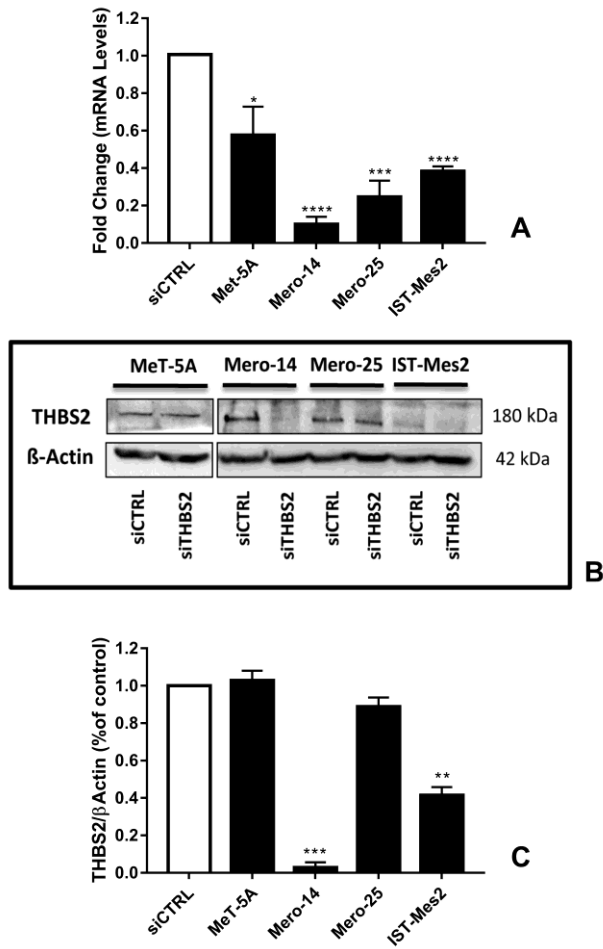 Fold Change (mRNA Levels)
1.2
1.0
0.8
0.6
0.4
0.2
0.0
*
****
***
****
siCTRL
Met-5A
Mero-14
Mero-25
IST-Mes2
A
MeT-5A Mero-14 Mero-25 IST-Mes2
THBS2 180 kDa
ß-Actin 42 kDa
siCTRL
siTHBS2
siCTRL
siTHBS2
siCTRL
siTHBS2
siCTRL
siTHBS2
B
THBS2/β Actin (%of control)
1.2
1.0
0.8
0.6
0.4
0.2
0.0
***
**
siCTRL
MeT-5A
Mero-14
Mero-25
IST-Mes2
C